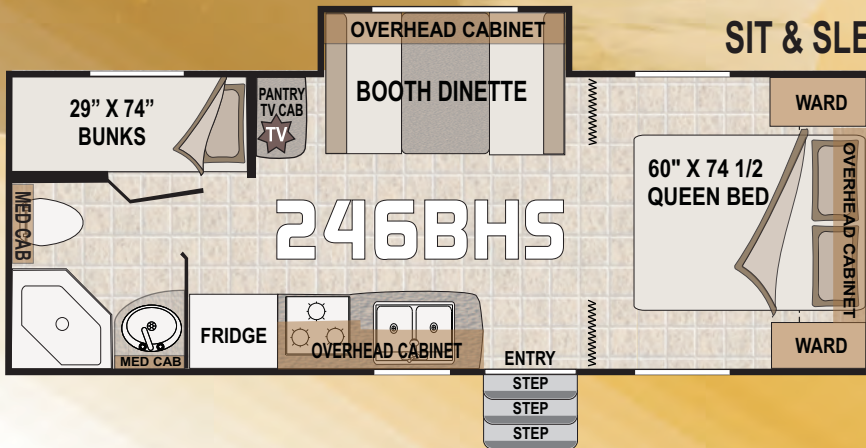 SIT & SLE
OVERHEAD CABINET
BOOTH DINETTE
29” X 74”
BUNKS
PANTRY
TV CAB
TV
WARD
60" X 74 1/2
QUEEN BED
OVERHEAD CABINET
MED CAB
246BHS
FRIDGE
OVERHEAD CABINET
MED CAB
ENTRY
WARD
STEP
STEP
STEP